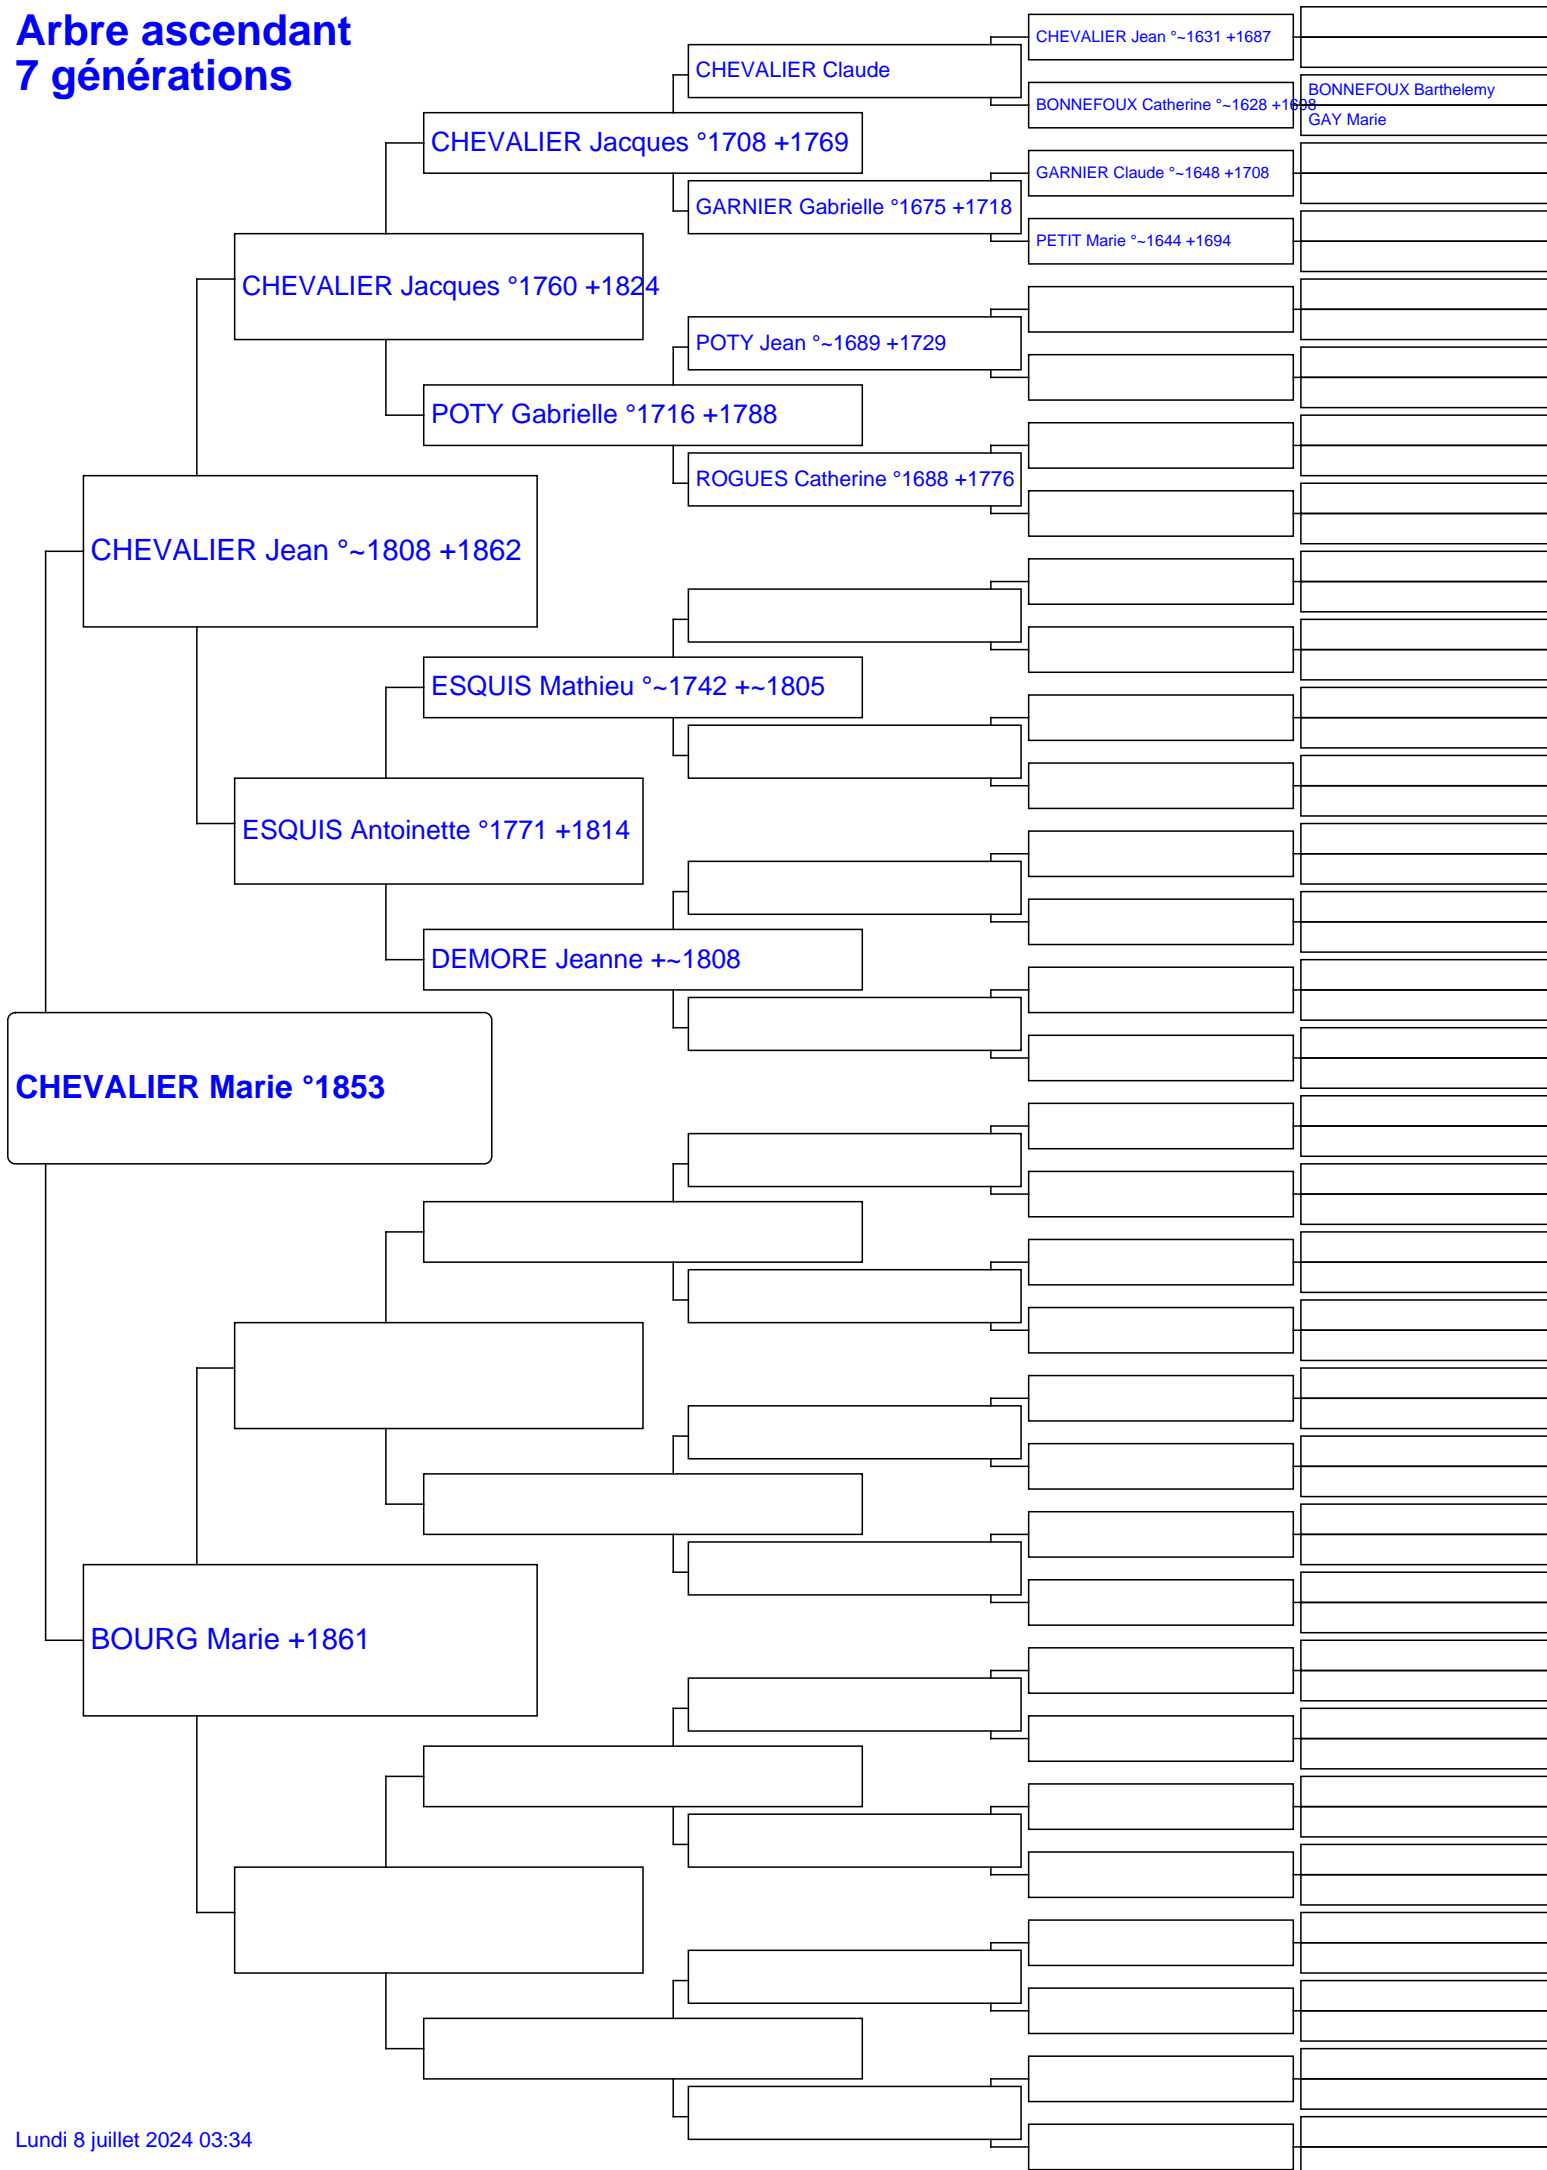 Arbre ascendant
7 générations
CHEVALIER Jean °~1631 +1687
CHEVALIER Claude
BONNEFOUX Barthelemy
BONNEFOUX Catherine °~1628 +1698
GAY Marie
CHEVALIER Jacques °1708 +1769
GARNIER Claude °~1648 +1708
GARNIER Gabrielle °1675 +1718
PETIT Marie °~1644 +1694
CHEVALIER Jacques °1760 +1824
POTY Jean °~1689 +1729
POTY Gabrielle °1716 +1788
ROGUES Catherine °1688 +1776
CHEVALIER Jean °~1808 +1862
ESQUIS Mathieu °~1742 +~1805
ESQUIS Antoinette °1771 +1814
DEMORE Jeanne +~1808
CHEVALIER Marie °1853
BOURG Marie +1861
Lundi 8 juillet 2024 03:34